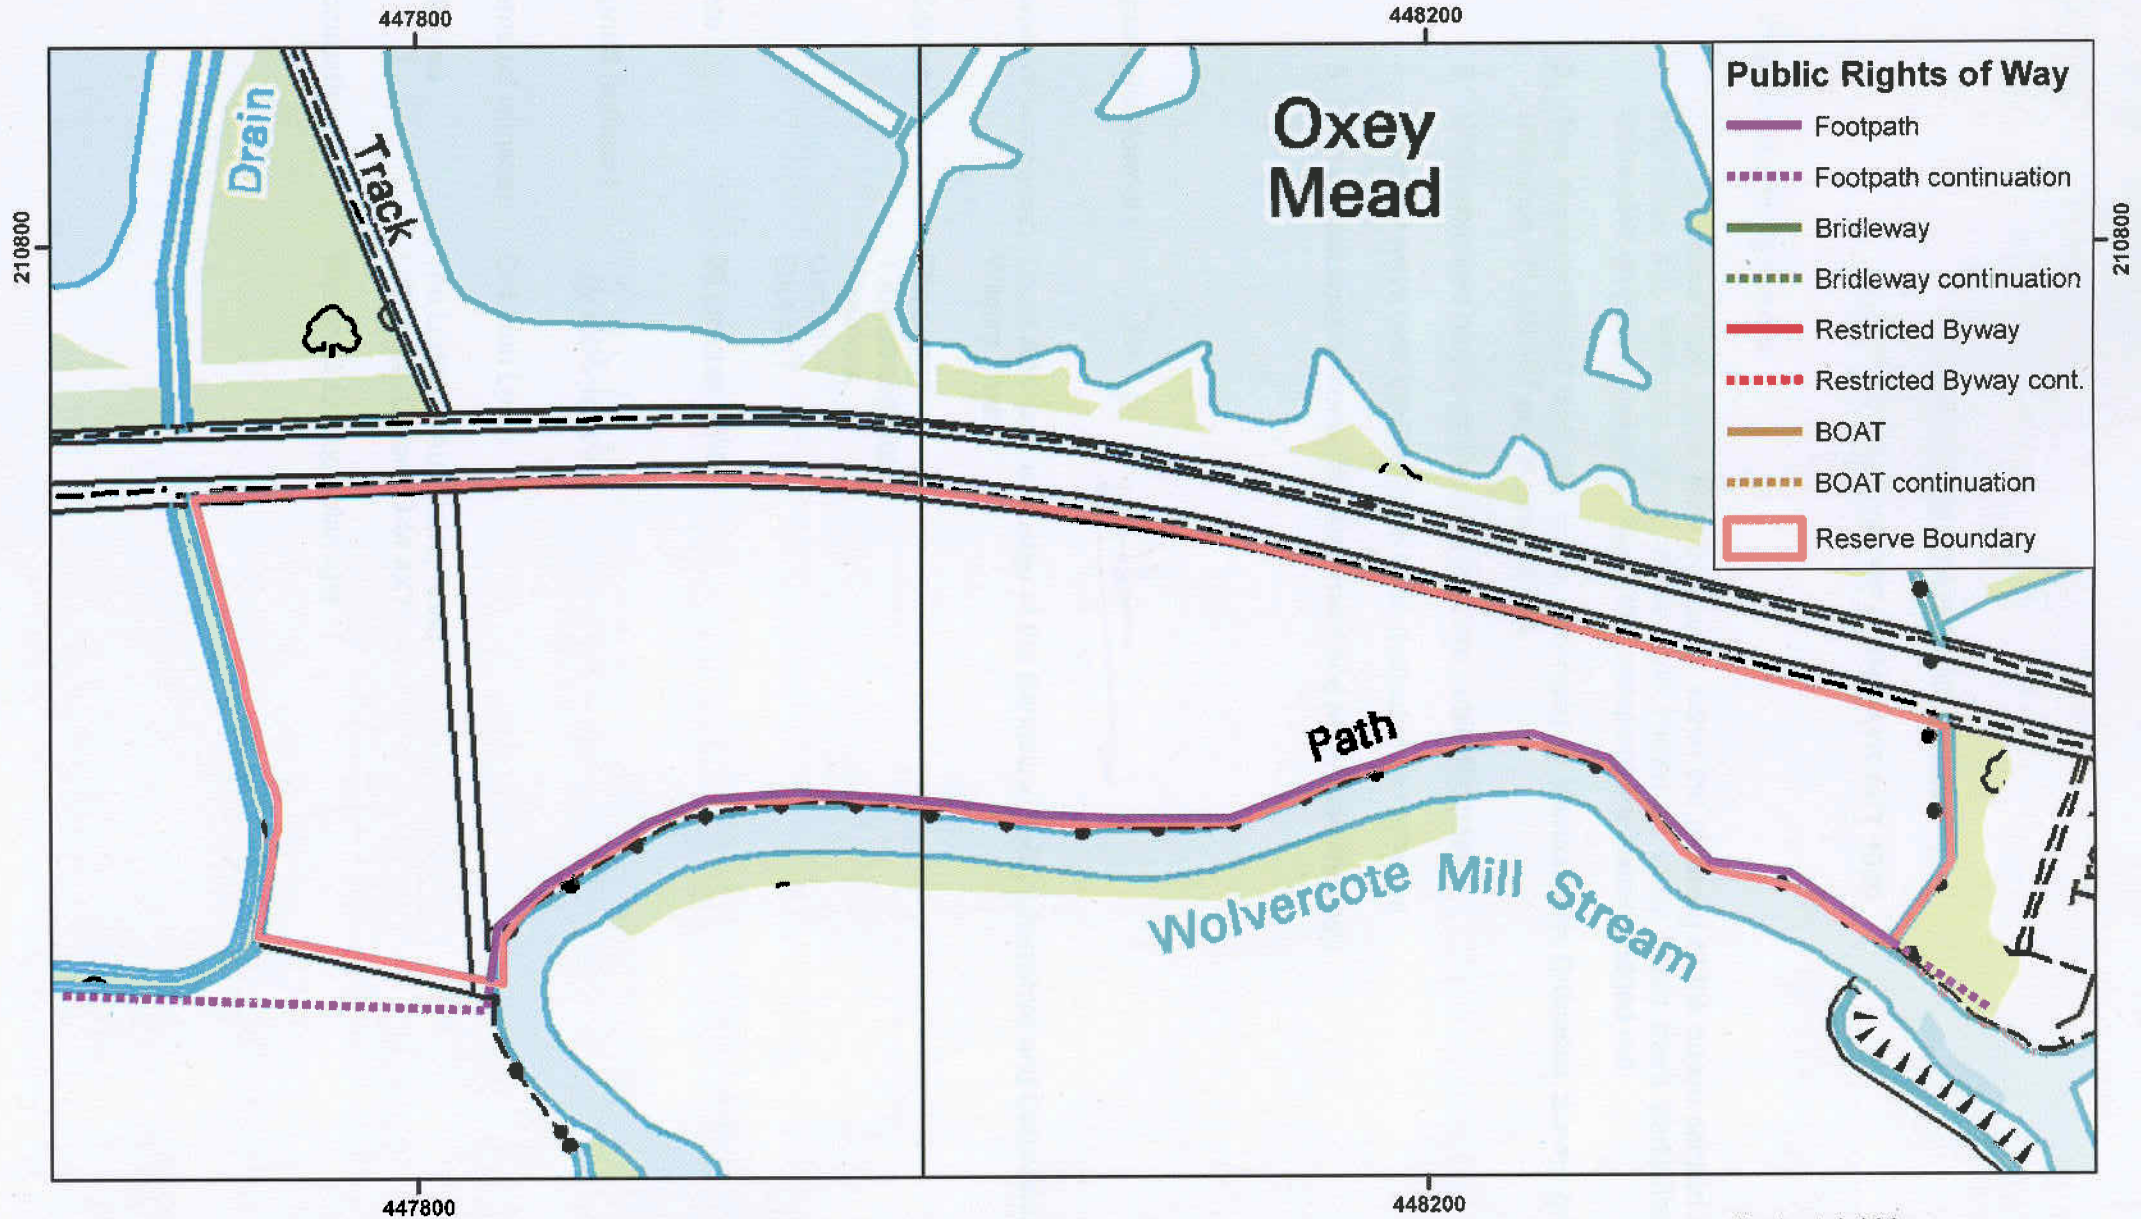 447800
448200
210800
210800
Drain
Track
Oxey
Mead
Public Rights of Way
Footpath
Footpath continuation
Bridleway
Bridleway continuation
Restricted Byway
Restricted Byway cont.
BOAT
BOAT continuation
Reserve Boundary
Path
Wolvercote Mill Stream
447800
448200